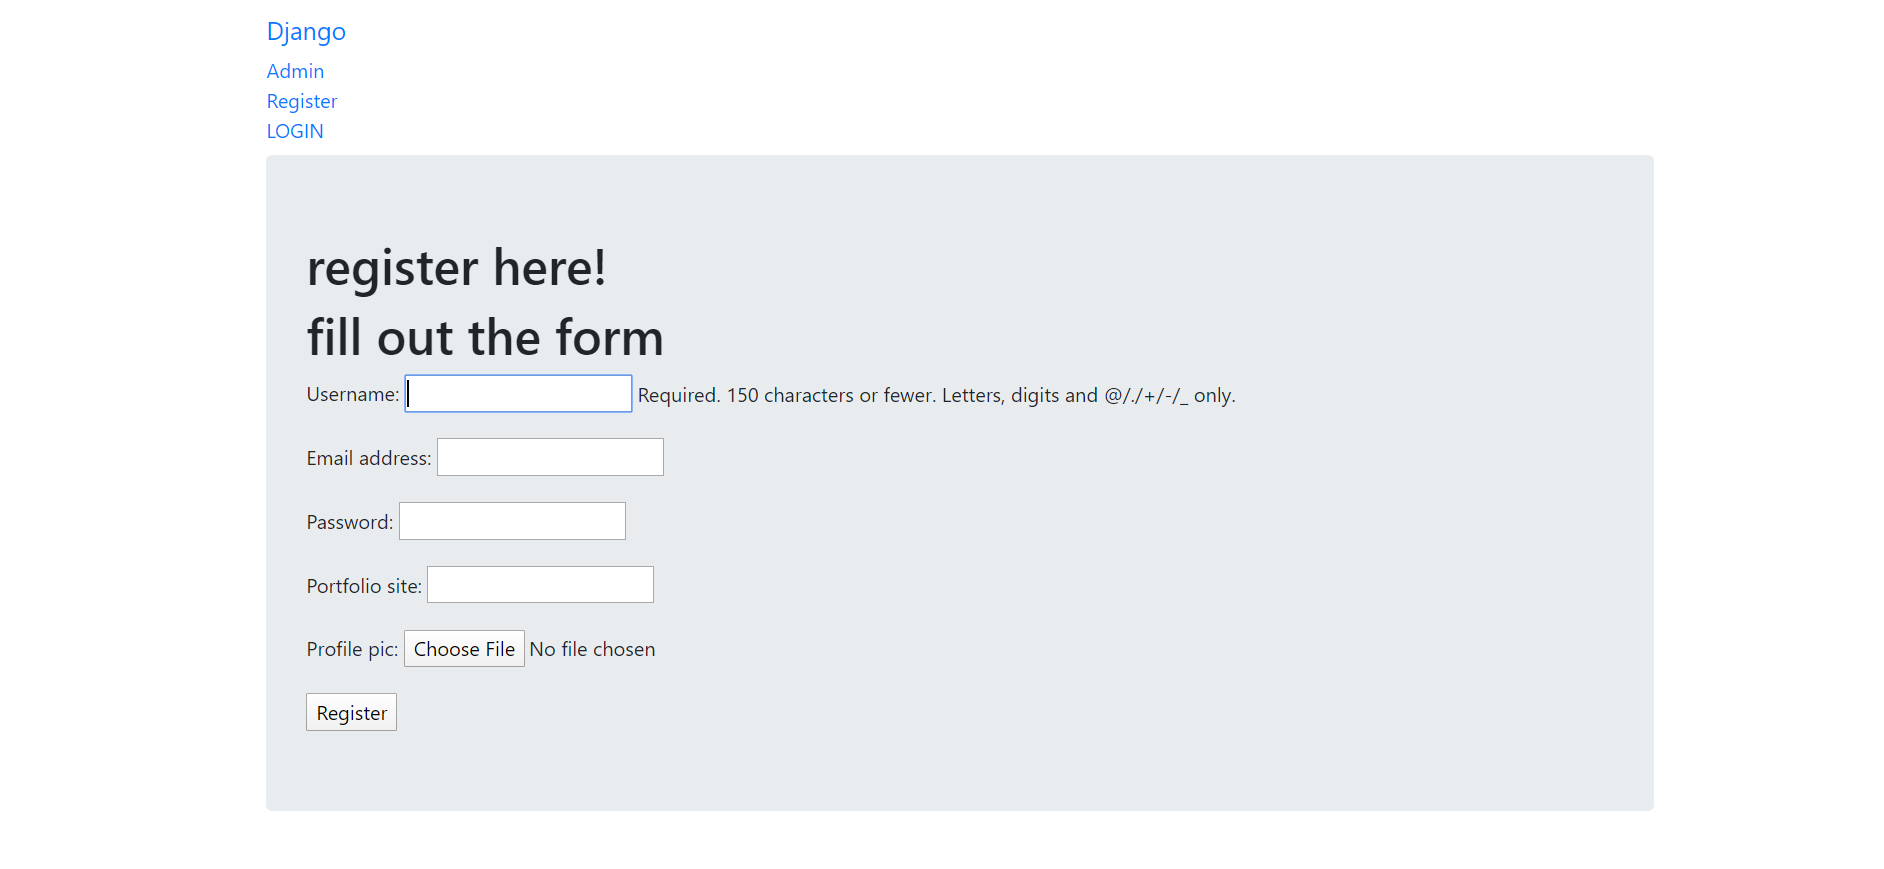 Django
Admin
Register
LOGIN
register here!
fill out the form
Username: Required. 150 characters or fewer. Letters, digits and @/./+/-/_ only.
Email address:
Password:
Portfolio site:
Profile pic: Choose File No file chosen
Register